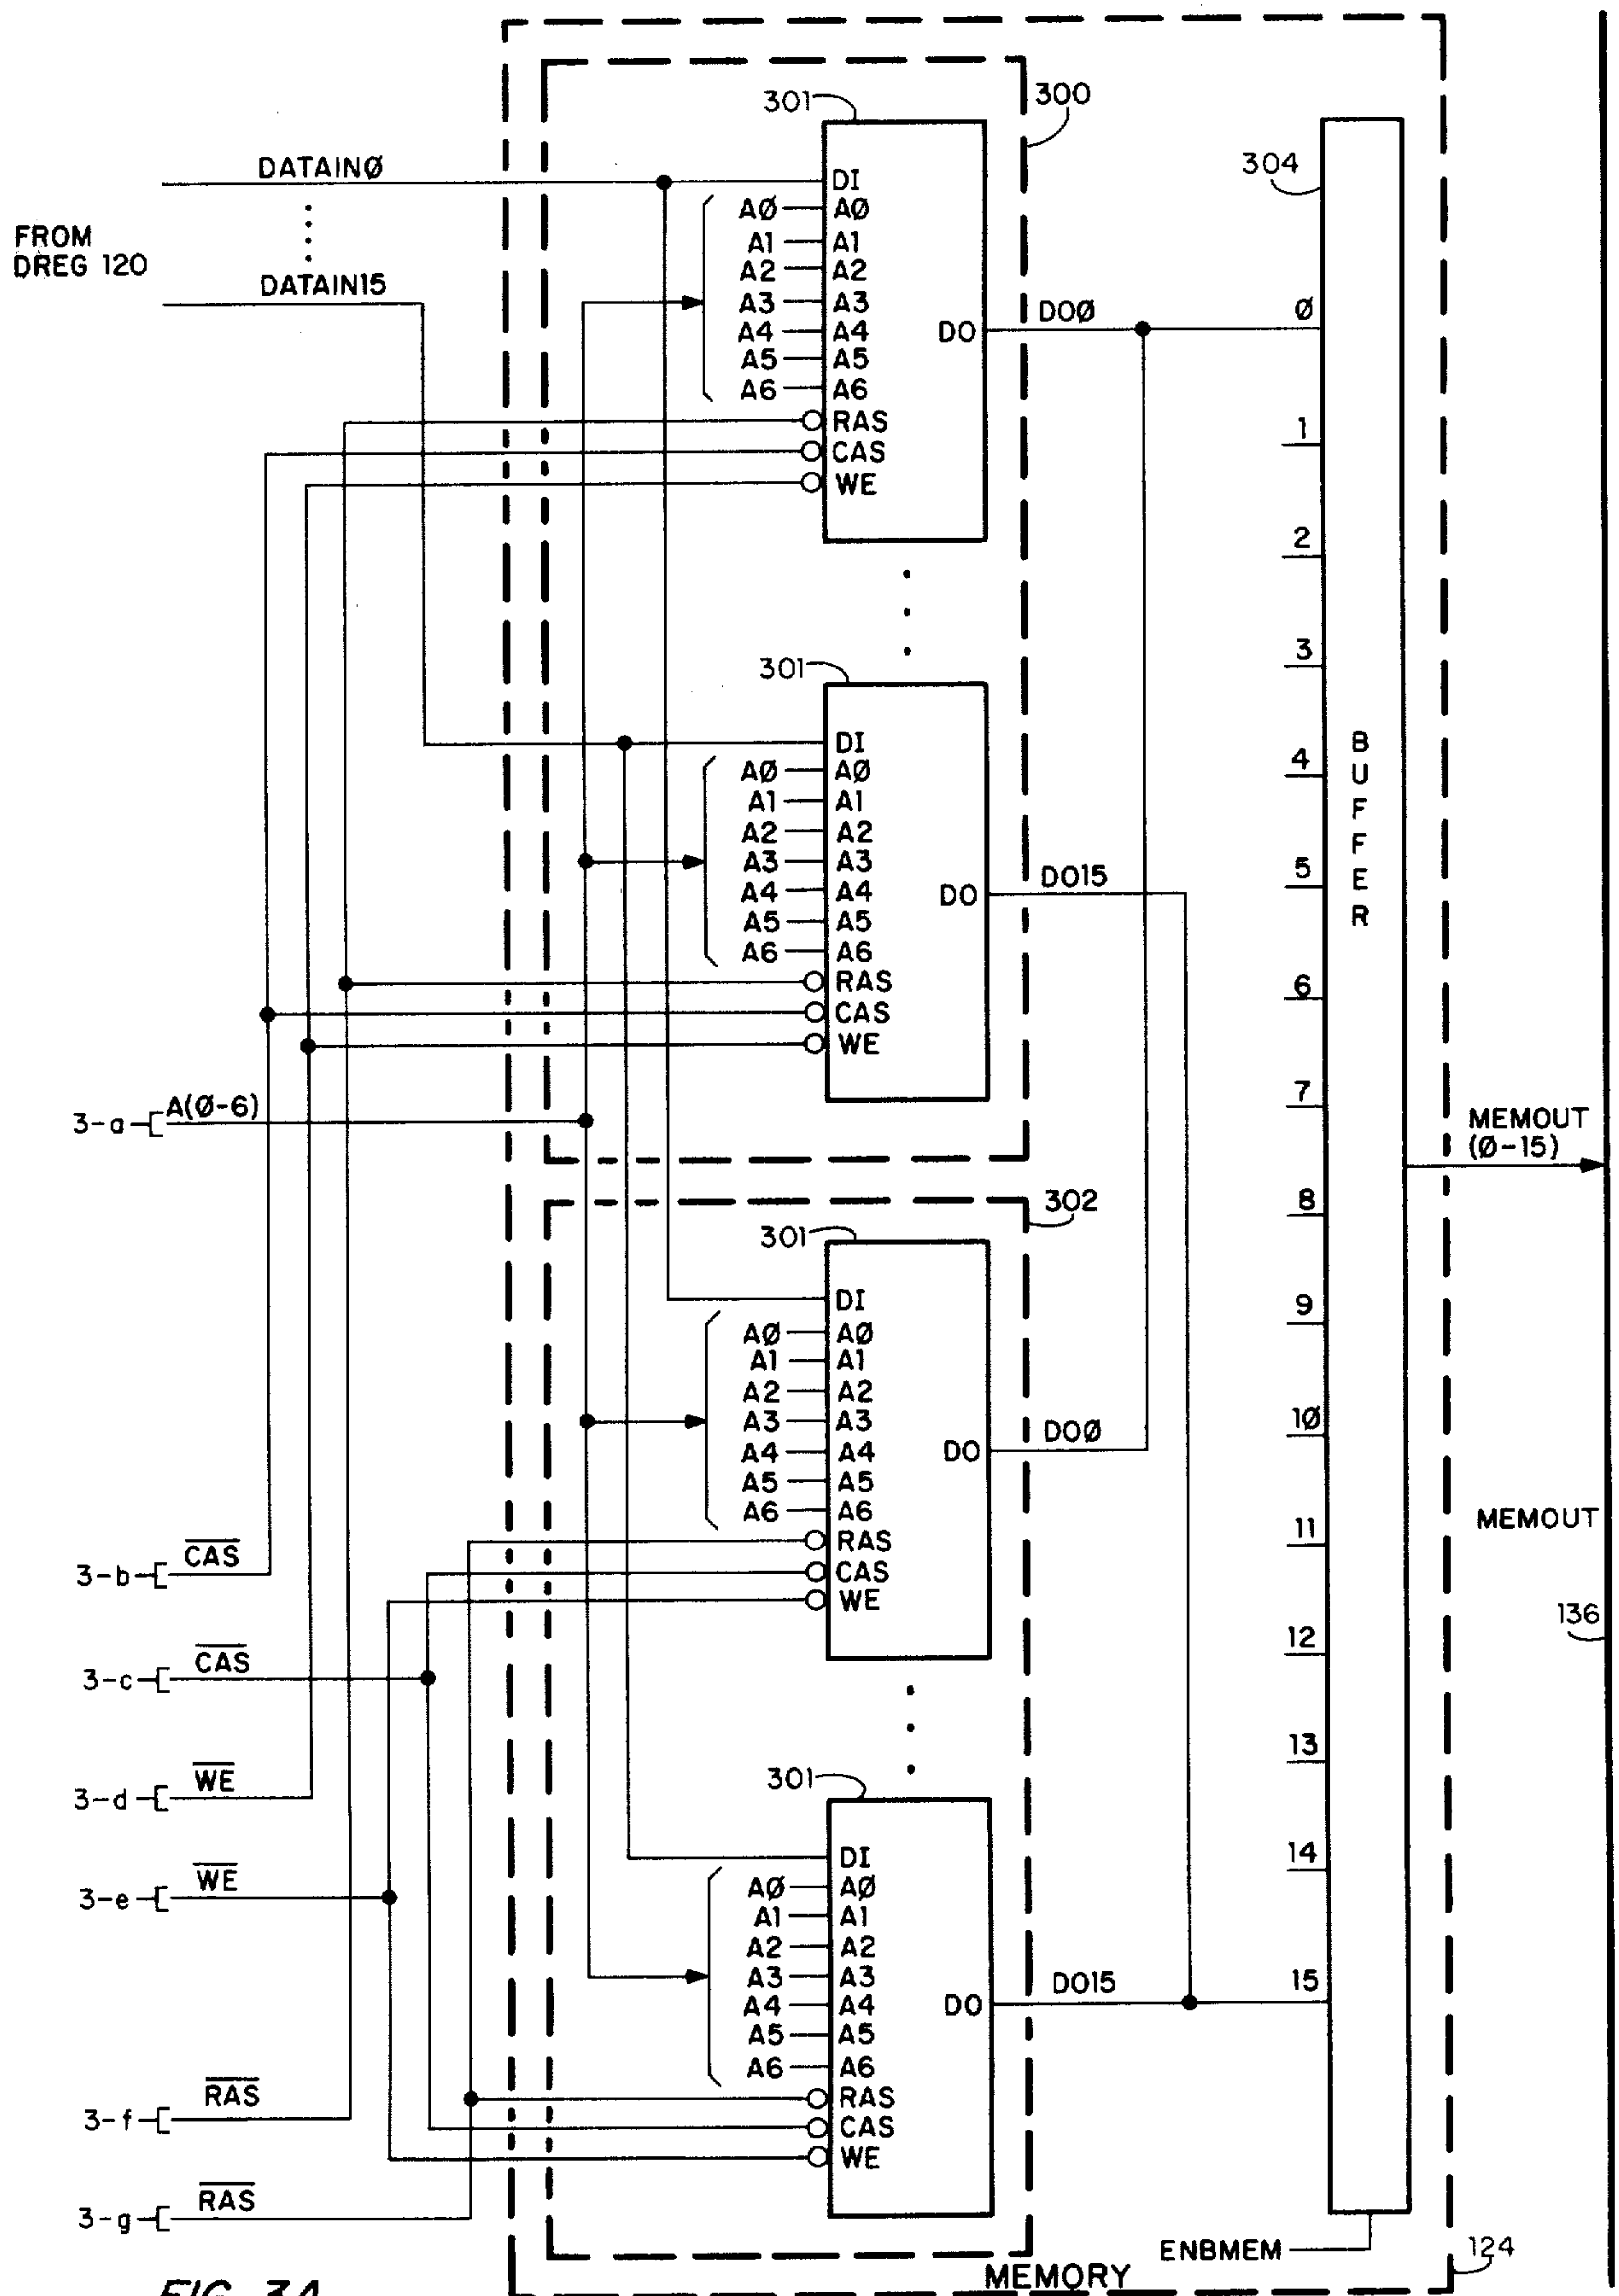 301
300
304
DATAINØ
FROM
DREG 120
DATAIN15
DI
AØ AØ
A1 A1
A2 A2
A3 A3
A4 A4
A5 A5
A6 A6
RAS
CAS
WE
DO
DOØ
301
DI
AØ AØ
A1 A1
A2 A2
A3 A3
A4 A4
A5 A5
A6 A6
RAS
CAS
WE
DO
DO15
3-a
A(Ø-6)
302
301
DI
AØ AØ
A1 A1
A2 A2
A3 A3
A4 A4
A5 A5
A6 A6
RAS
CAS
WE
DO
DOØ
3-b
CAS
3-c
CAS
3-d
WE
3-e
WE
3-f
RAS
3-g
RAS
301
DI
AØ AØ
A1 A1
A2 A2
A3 A3
A4 A4
A5 A5
A6 A6
RAS
CAS
WE
DO
DO15
Ø
1
2
3
4
5
6
7
8
9
1Ø
11
12
13
14
15
BUFFER
MEMOUT
(Ø-15)
MEMOUT
136
ENBMEM
124
MEMORY
FIG. 3A